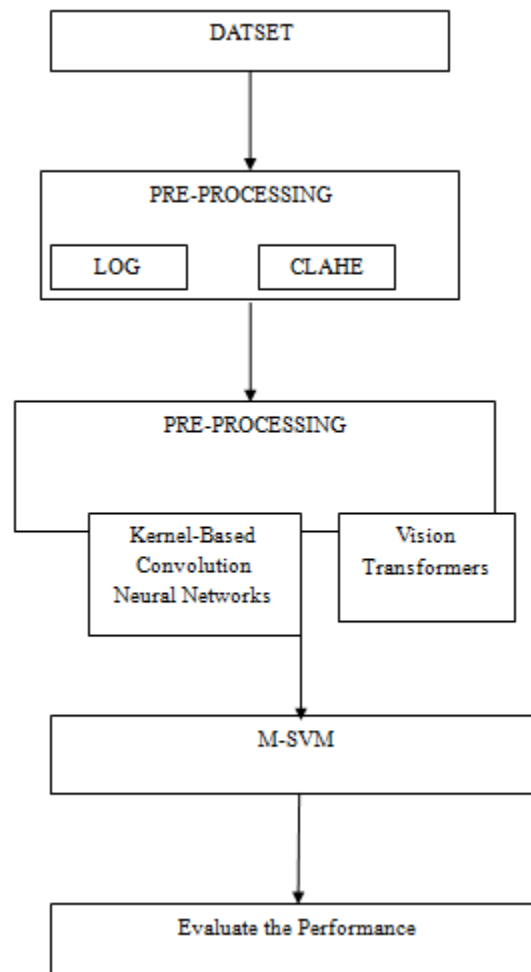 DATSET
PRE-PROCESSING
LOG
CLAHE
PRE-PROCESSING
Kernel-Based
Convolution
Neural Networks
Vision
Transformers
M-SVM
Evaluate the Performance